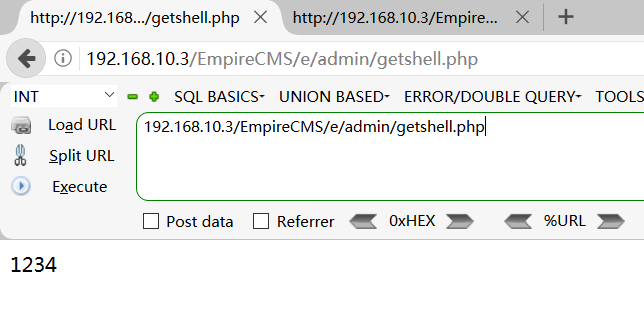 http://192.168..../getshell.php
http://192.168.10.3/Empire...
192.168.10.3/EmpireCMS/e/admin/getshell.php
INT
SQL BASICS
UNION BASED
ERROR/DOUBLE QUERY
TOOLS
Load URL
192.168.10.3/EmpireCMS/e/admin/getshell.php
Split URL
Execute
Post data
Referrer
0xHEX
%URL
1234